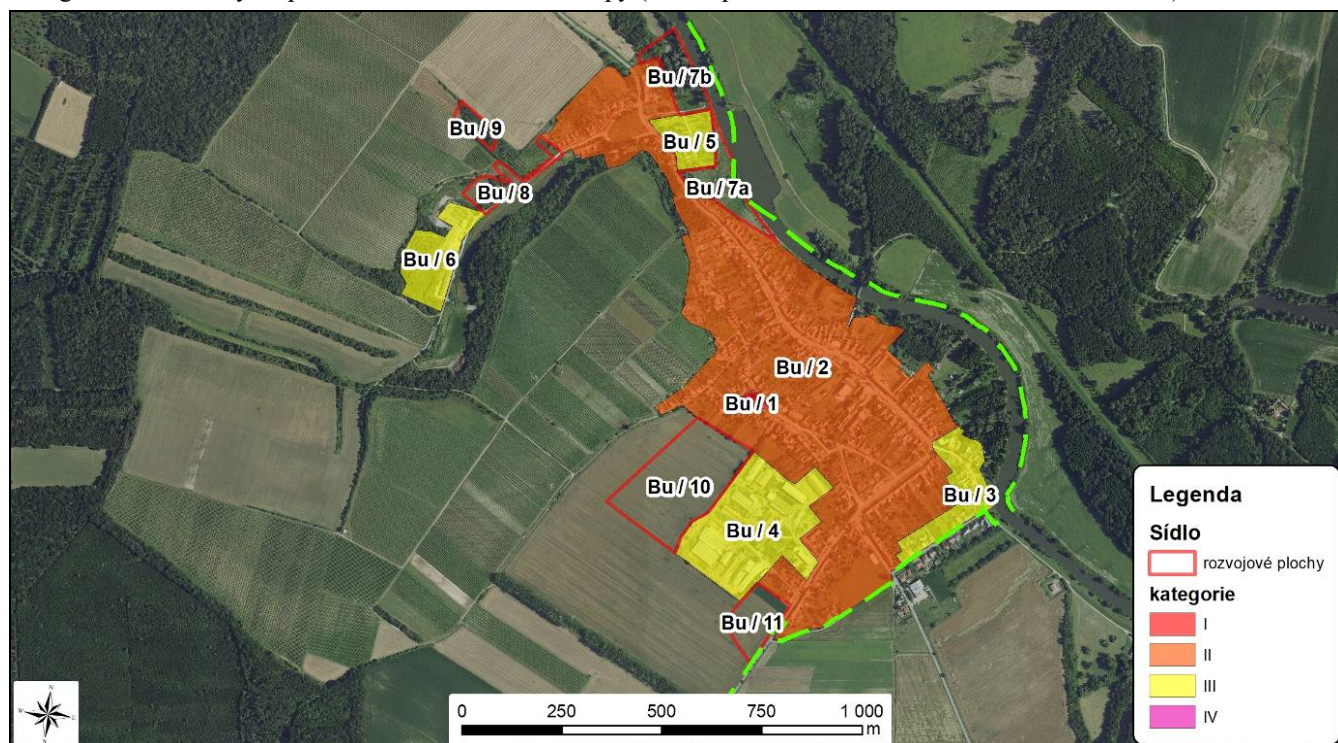 Bu / 7b
Bu / 9
Bu / 5
Bu / 8
Bu / 7a
Bu / 6
Bu / 2
Bu / 1
Bu / 10
Bu / 3
Bu / 4
Bu / 11
Legenda
Sídlo
rozvojové plochy
kategorie
I
II
III
IV
0 250 500 750 1 000
m